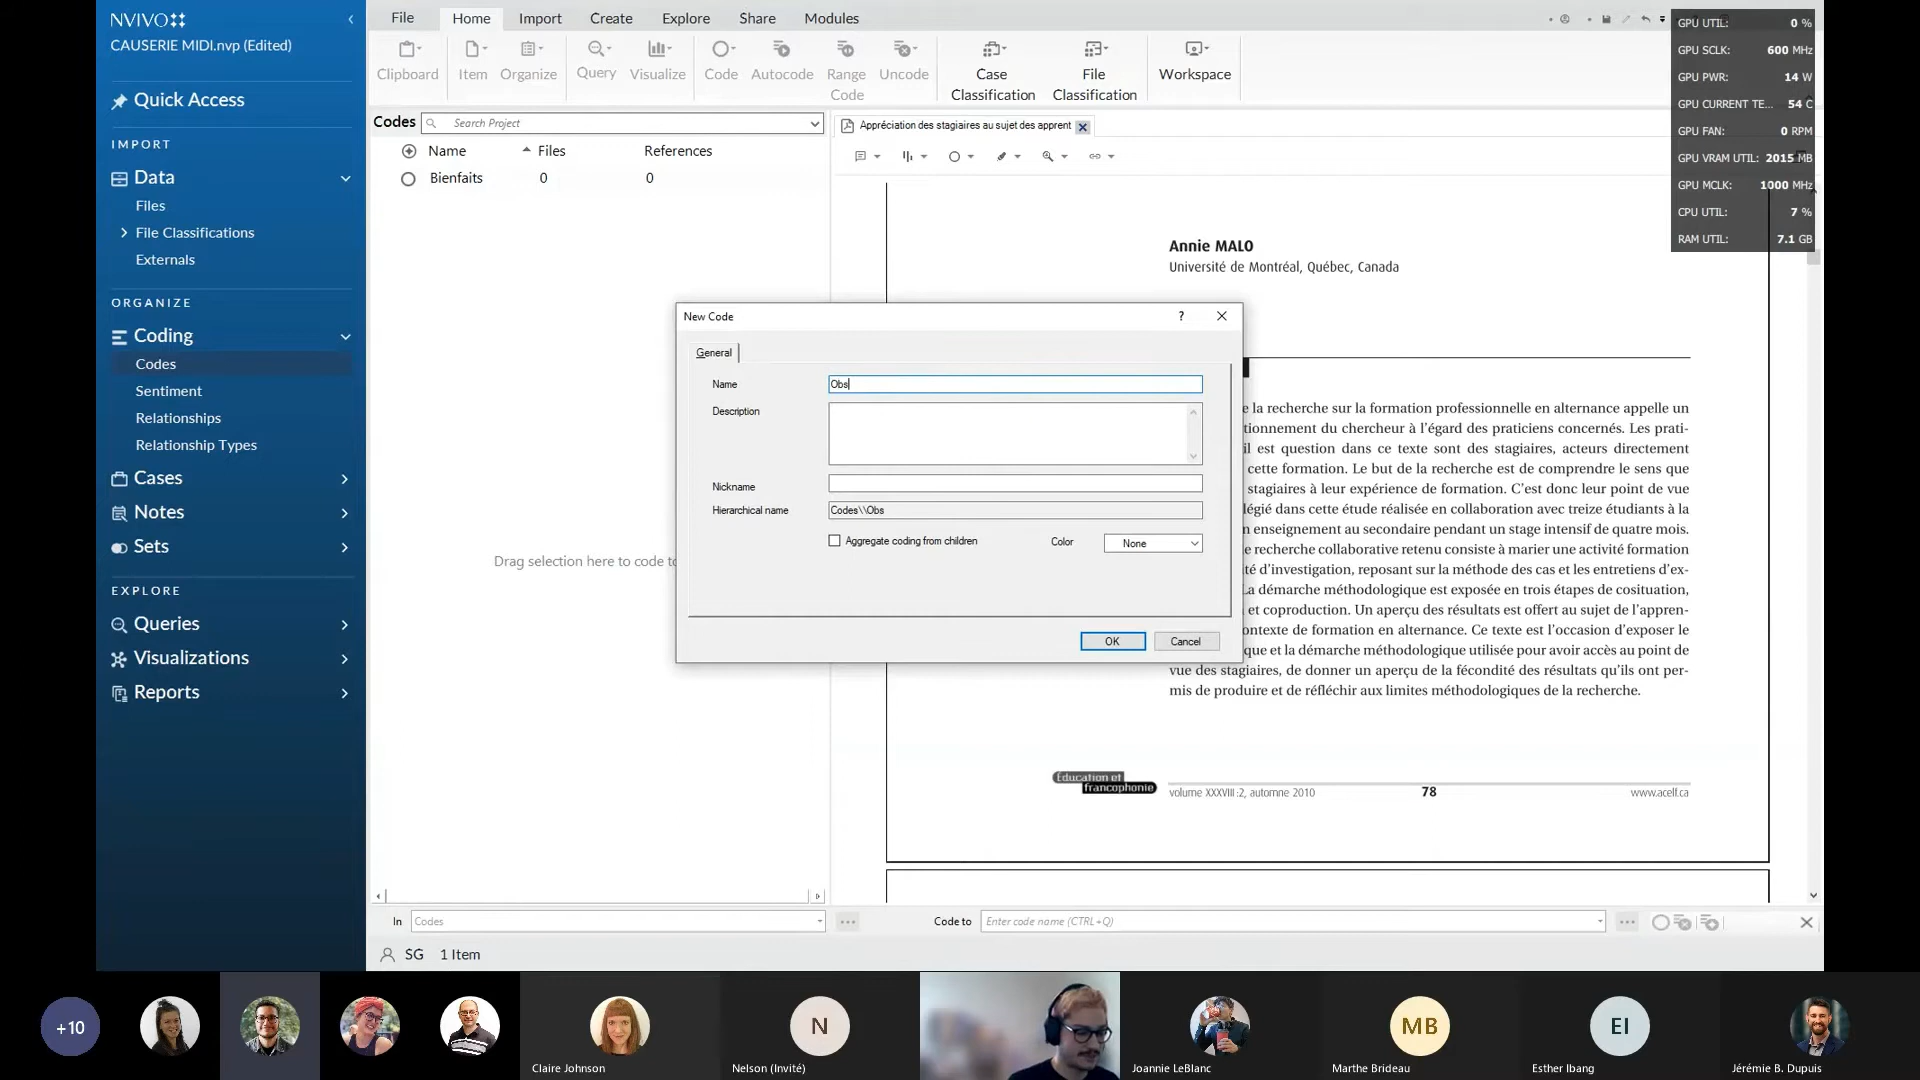 NVIVO
CAUSERIE MIDI.nvp (Edited)
Quick Access
IMPORT
Data
Files
File Classifications
Externals
ORGANIZE
Coding
Codes
Sentiment
Relationships
Relationship Types
Cases
Notes
Sets
EXPLORE
Queries
Visualizations
Reports
File Home Import Create Explore Share Modules
Clipboard Item Organize Query Visualize Code Autocode Range Code Uncode Case Classification File Classification Workspace
Codes Search Project
Name Files References
Bienfaits 0 0
Drag selection here to code to
In Codes
SG 1 Item
Appréciation des stagiaires au sujet des apprent
Annie MALO
Université de Montréal, Québec, Canada
e la recherche sur la formation professionnelle en alternance appelle un
tionnement du chercheur à l'égard des praticiens concernés. Les prati-
il est question dans ce texte sont des stagiaires, acteurs directement
cette formation. Le but de la recherche est de comprendre le sens que
stagiaires à leur expérience de formation. C'est donc leur point de vue
légié dans cette étude réalisée en collaboration avec treize étudiants à la
n enseignement au secondaire pendant un stage intensif de quatre mois.
e recherche collaborative retenu consiste à marier une activité formation
té d'investigation, reposant sur la méthode des cas et les entretiens d'ex-
La démarche méthodologique est exposée en trois étapes de cosituation,
et coproduction. Un aperçu des résultats est offert au sujet de l'appren-
ontexte de formation en alternance. Ce texte est l'occasion d'exposer le
que et la démarche méthodologique utilisée pour avoir accès au point de
vue des stagiaires, de donner un aperçu de la fécondité des résultats qu'ils ont per-
mis de produire et de réfléchir aux limites méthodologiques de la recherche.
Éducation et
francophonie
volume XXXVIII:2, automne 2010 78 www.acelf.ca
Code to Enter code name (CTRL+Q)
New Code ?
General
Name Obs
Description
Nickname
Hierarchical name Codes\\Obs
Aggregate coding from children Color None
OK Cancel
GPU UTIL: 0 %
GPU SCLK: 600 MHz
GPU PWR: 14 W
GPU CURRENT TE... 54 C
GPU FAN: 0 RPM
GPU VRAM UTIL: 2015 MB
GPU MCLK: 1000 MHz
CPU UTIL: 7 %
RAM UTIL: 7.1 GB
+10
N MB EI
Claire Johnson Nelson (Invité) Joannie LeBlanc Marthe Brideau Esther Ibang Jérémie B. Dupuis